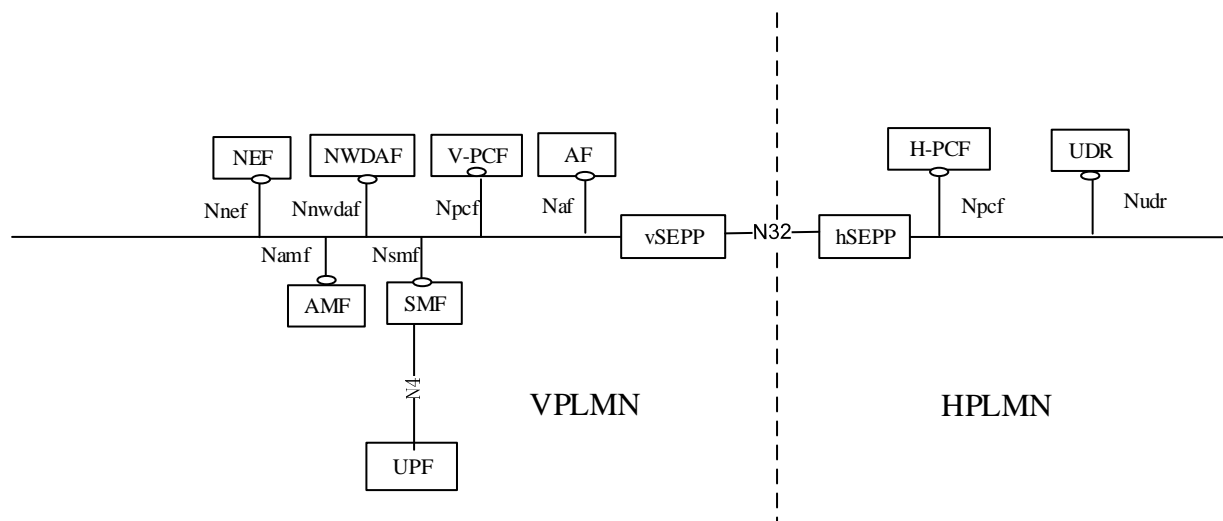 NEF
NWDAF
V-PCF
AF
H-PCF
UDR
Nnef
Nnwdaf
Npcf
Naf
Npcf
Nudr
vSEPP
N32
hSEPP
Namf
Nsmf
AMF
SMF
N4
VPLMN
HPLMN
UPF